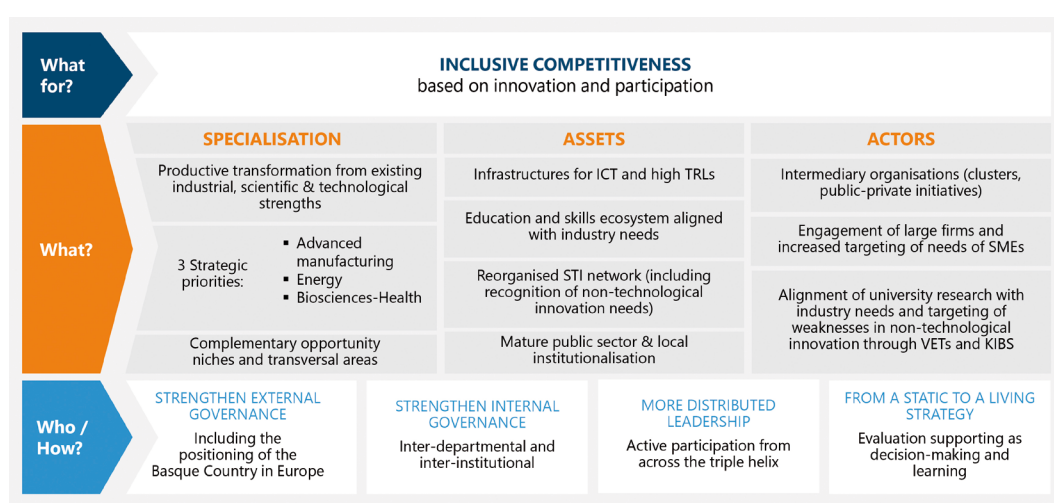 What
for?
INCLUSIVE COMPETITIVENESS
based on innovation and participation
What?
SPECIALISATION
Productive transformation from existing
industrial, scientific & technological
strengths
3 Strategic
priorities:
▪ Advanced
manufacturing
▪ Energy
▪ Biosciences-Health
Complementary opportunity
niches and transversal areas
ASSETS
Infrastructures for ICT and high TRLs
Education and skills ecosystem aligned
with industry needs
Reorganised STI network (including
recognition of non-technological
innovation needs)
Mature public sector & local
institutionalisation
ACTORS
Intermediary organisations (clusters,
public-private initiatives)
Engagement of large firms and
increased targeting of needs of SMEs
Alignment of university research with
industry needs and targeting of
weaknesses in non-technological
innovation through VETs and KIBS
Who /
How?
STRENGTHEN EXTERNAL
GOVERNANCE
Including the
positioning of the
Basque Country in Europe
STRENGTHEN INTERNAL
GOVERNANCE
Inter-departmental and
inter-institutional
MORE DISTRIBUTED
LEADERSHIP
Active participation from
across the triple helix
FROM A STATIC TO A LIVING
STRATEGY
Evaluation supporting as
decision-making and
learning